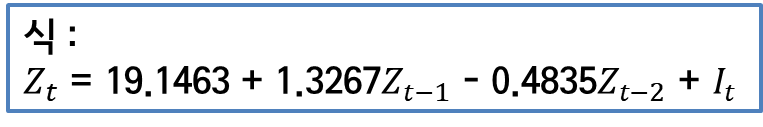 식 :
Zₜ = 19.1463 + 1.3267Zₜ₋₁ - 0.4835Zₜ₋₂ + Iₜ